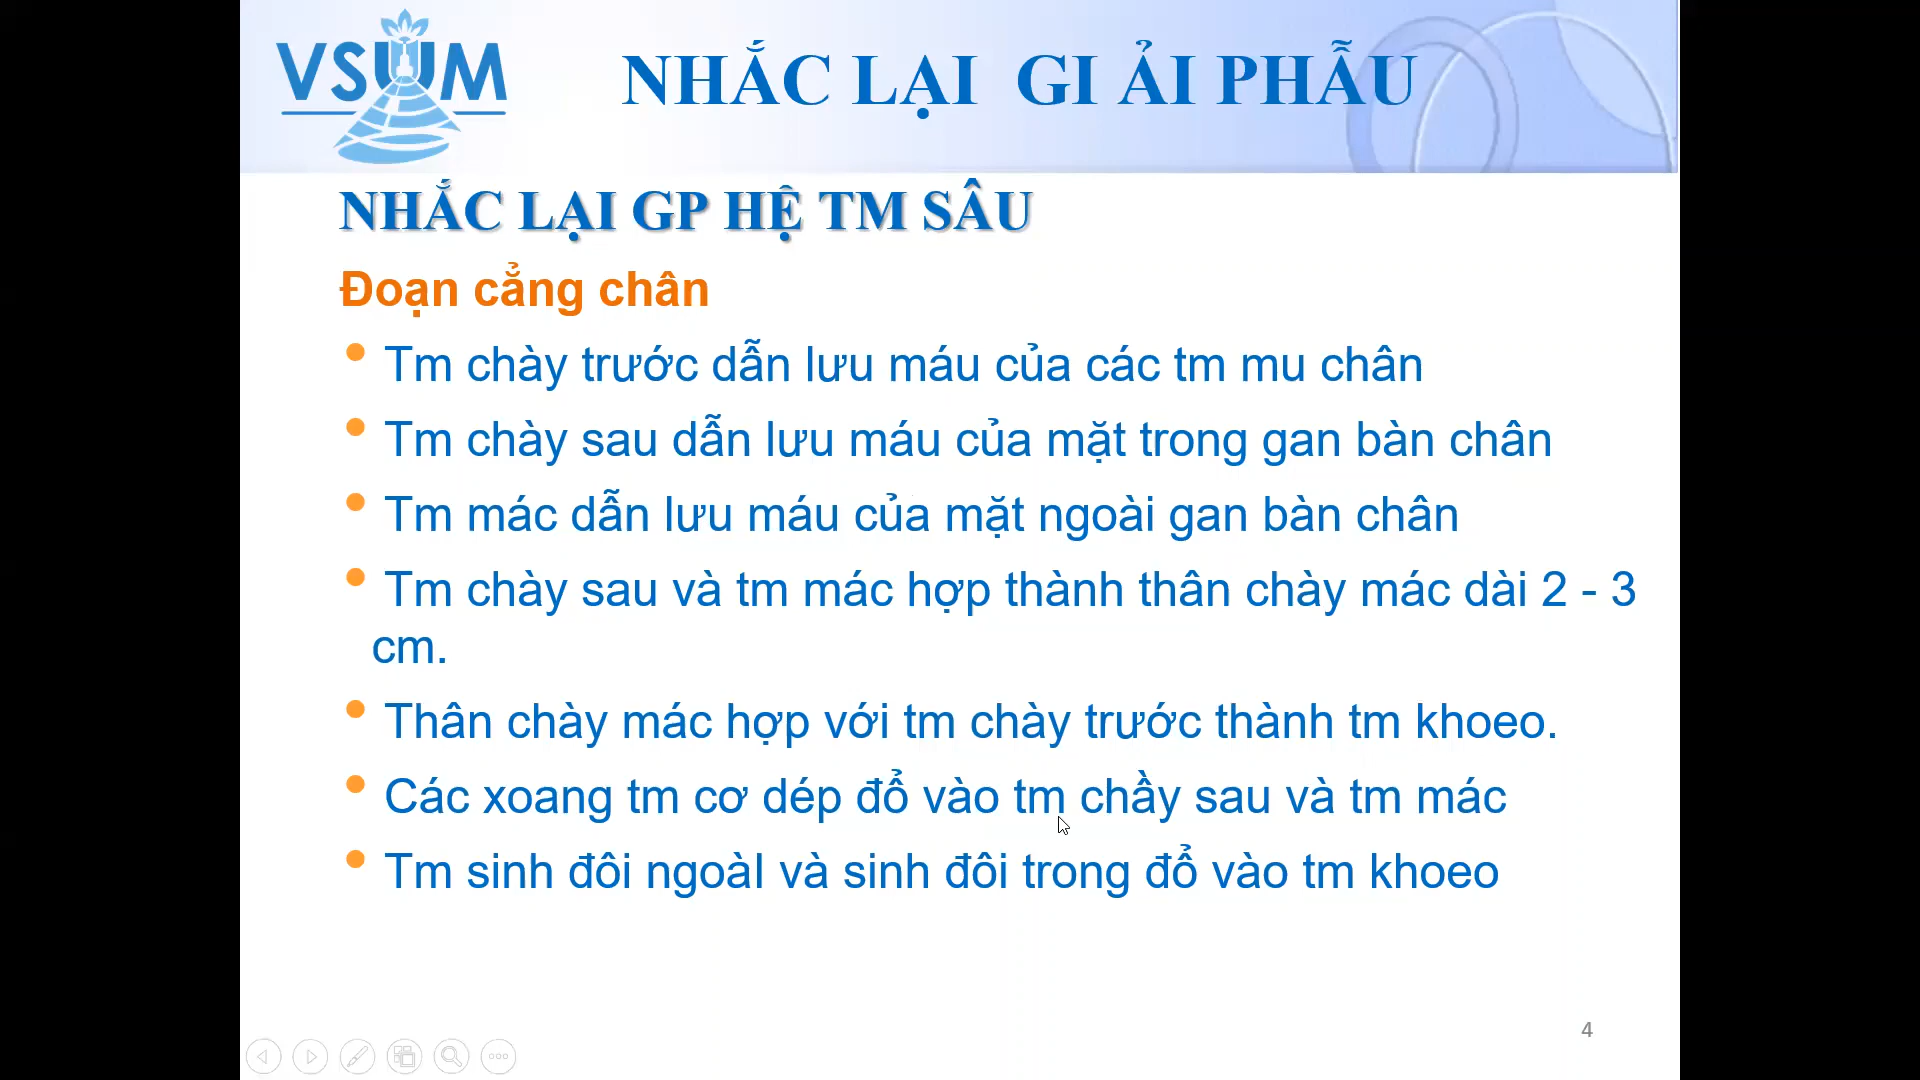 VSUM
NHẮC LẠI GI ẢI PHẪU
NHẮC LẠI GP HỆ TM SÂU
Đoạn cẳng chân
• Tm chày trước dẫn lưu máu của các tm mu chân
• Tm chày sau dẫn lưu máu của mặt trong gan bàn chân
• Tm mác dẫn lưu máu của mặt ngoài gan bàn chân
• Tm chày sau và tm mác hợp thành thân chày mác dài 2 - 3
cm.
• Thân chày mác hợp với tm chày trước thành tm khoeo.
• Các xoang tm cơ dép đổ vào tm chầy sau và tm mác
• Tm sinh đôi ngoàI và sinh đôi trong đổ vào tm khoeo
4